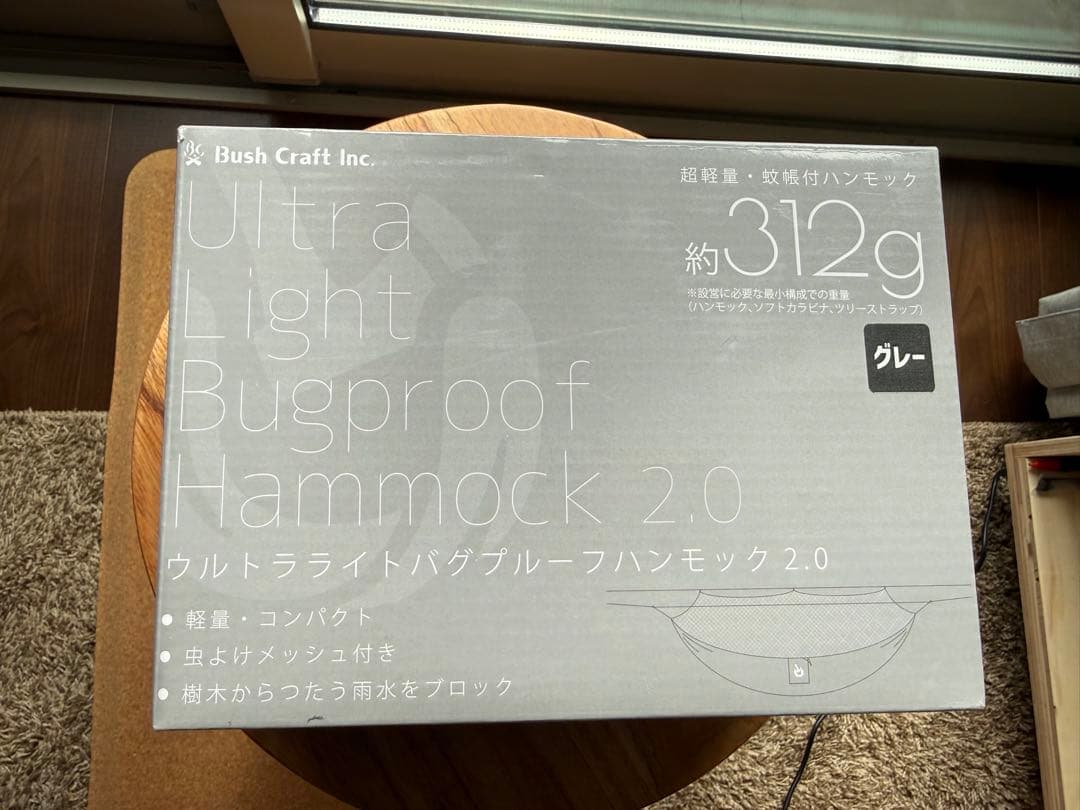 Bush Craft Inc.
Ultra
Light
Bugproof
Hammock 2.0
ウルトラライトバグプルーフハンモック 2.0
● 軽量・コンパクト
● 虫よけメッシュ付き
● 樹木からつたう雨水をブロック
超軽量・蚊帳付ハンモック
約312g
※設営に必要な最小構成での重量
(ハンモック、ソフトカラビナ、ツリーストラップ)
グレー